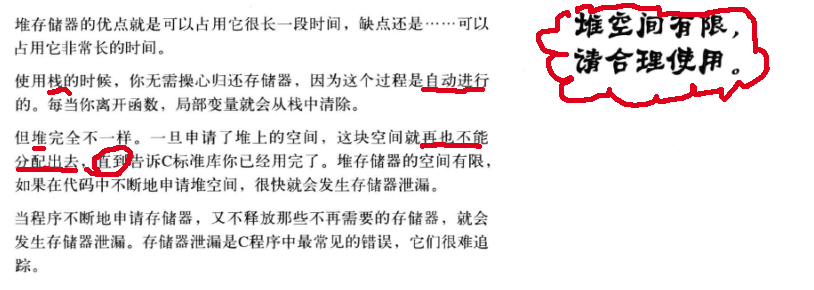 堆存储器的优点就是可以占用它很长一段时间，缺点还是……可以
占用它非常长的时间。
使用栈的时候，你无需操心归还存储器，因为这个过程是自动进行
的。每当你离开函数，局部变量就会从栈中清除。
但堆完全不一样。一旦申请了堆上的空间，这块空间就再也不能
分配出去，直到告诉C标准库你已经用完了。堆存储器的空间有限，
如果在代码中不断地申请堆空间，很快就会发生存储器泄漏。
当程序不断地申请存储器，又不释放那些不再需要的存储器，就会
发生存储器泄漏。存储器泄漏是C程序中最常见的错误，它们很难追
踪。
堆空间有限，
请合理使用。